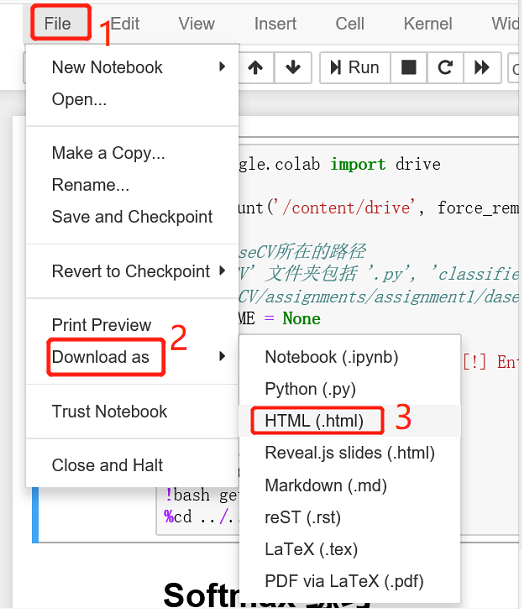 File Edit View Insert Cell Kernel
1
New Notebook
Run
Open...
Make a Copy...
gle.colab import drive
Rename...
Save and Checkpoint
unt('/content/drive', force_rem
seCV所在的路径
Revert to Checkpoint
V' 文件夹包括 '.py', 'classifie
CV/assignments/assignment1/dase
Print Preview
ME = None
2
Download as
Notebook (.ipynb)
[!] Ent
Python (.py)
Trust Notebook
HTML (.html)
3
Reveal.js slides (.html)
Close and Halt
Markdown (.md)
!bash ge
%cd ../..
reST (.rst)
LaTeX (.tex)
PDF via LaTeX (.pdf)
Softmax